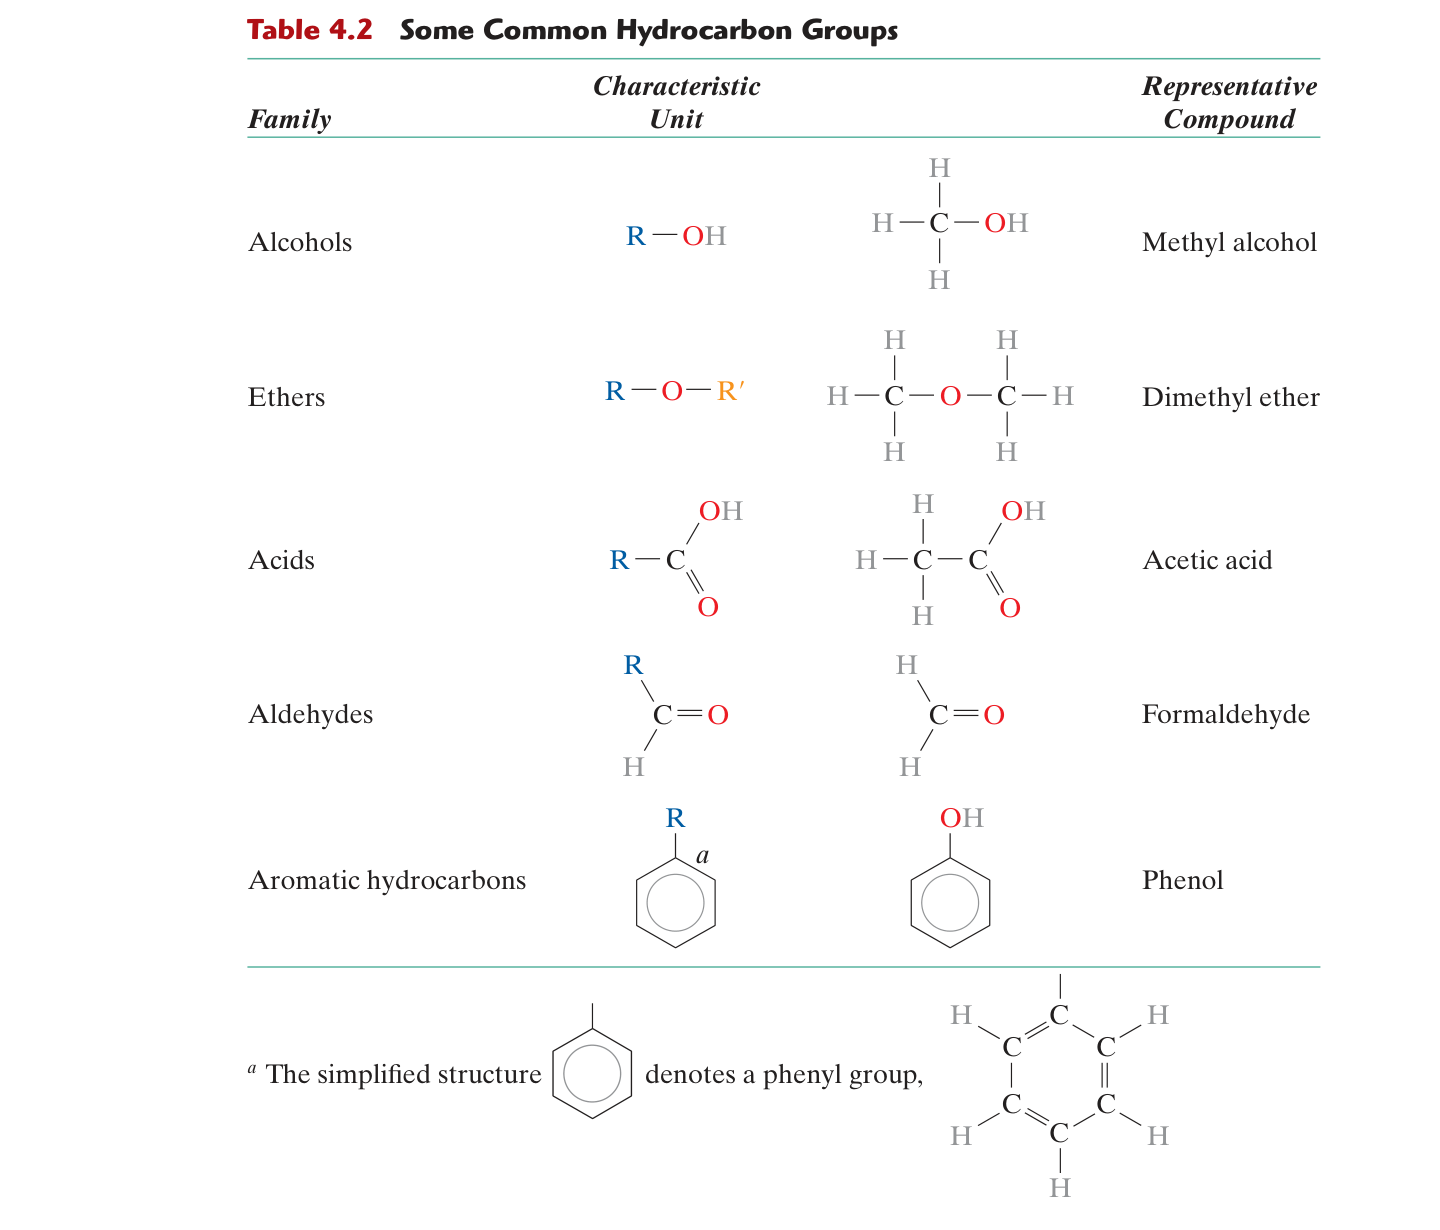 Table 4.2 Some Common Hydrocarbon Groups
Characteristic Representative
Family Unit Compound
H
H C OH
Alcohols R OH Methyl alcohol
H
H H
Ethers R O R′ H C O C H Dimethyl ether
H H
OH H OH
Acids R C H C C Acetic acid
O H O
R H
Aldehydes C O C O Formaldehyde
H H
R OH
a
Aromatic hydrocarbons Phenol
H C H
C C
a The simplified structure denotes a phenyl group,
C C
H C H
H